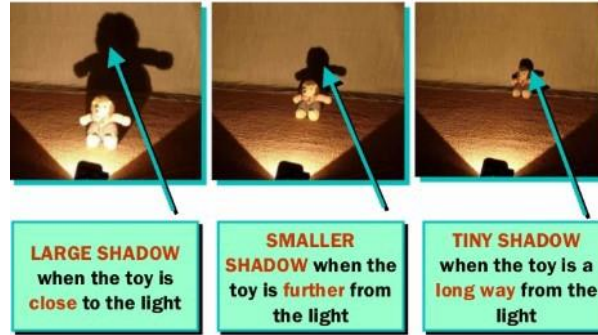 LARGE SHADOW
when the toy is
close to the light
SMALLER
SHADOW when the
toy is further from
the light
TINY SHADOW
when the toy is a
long way from the
light